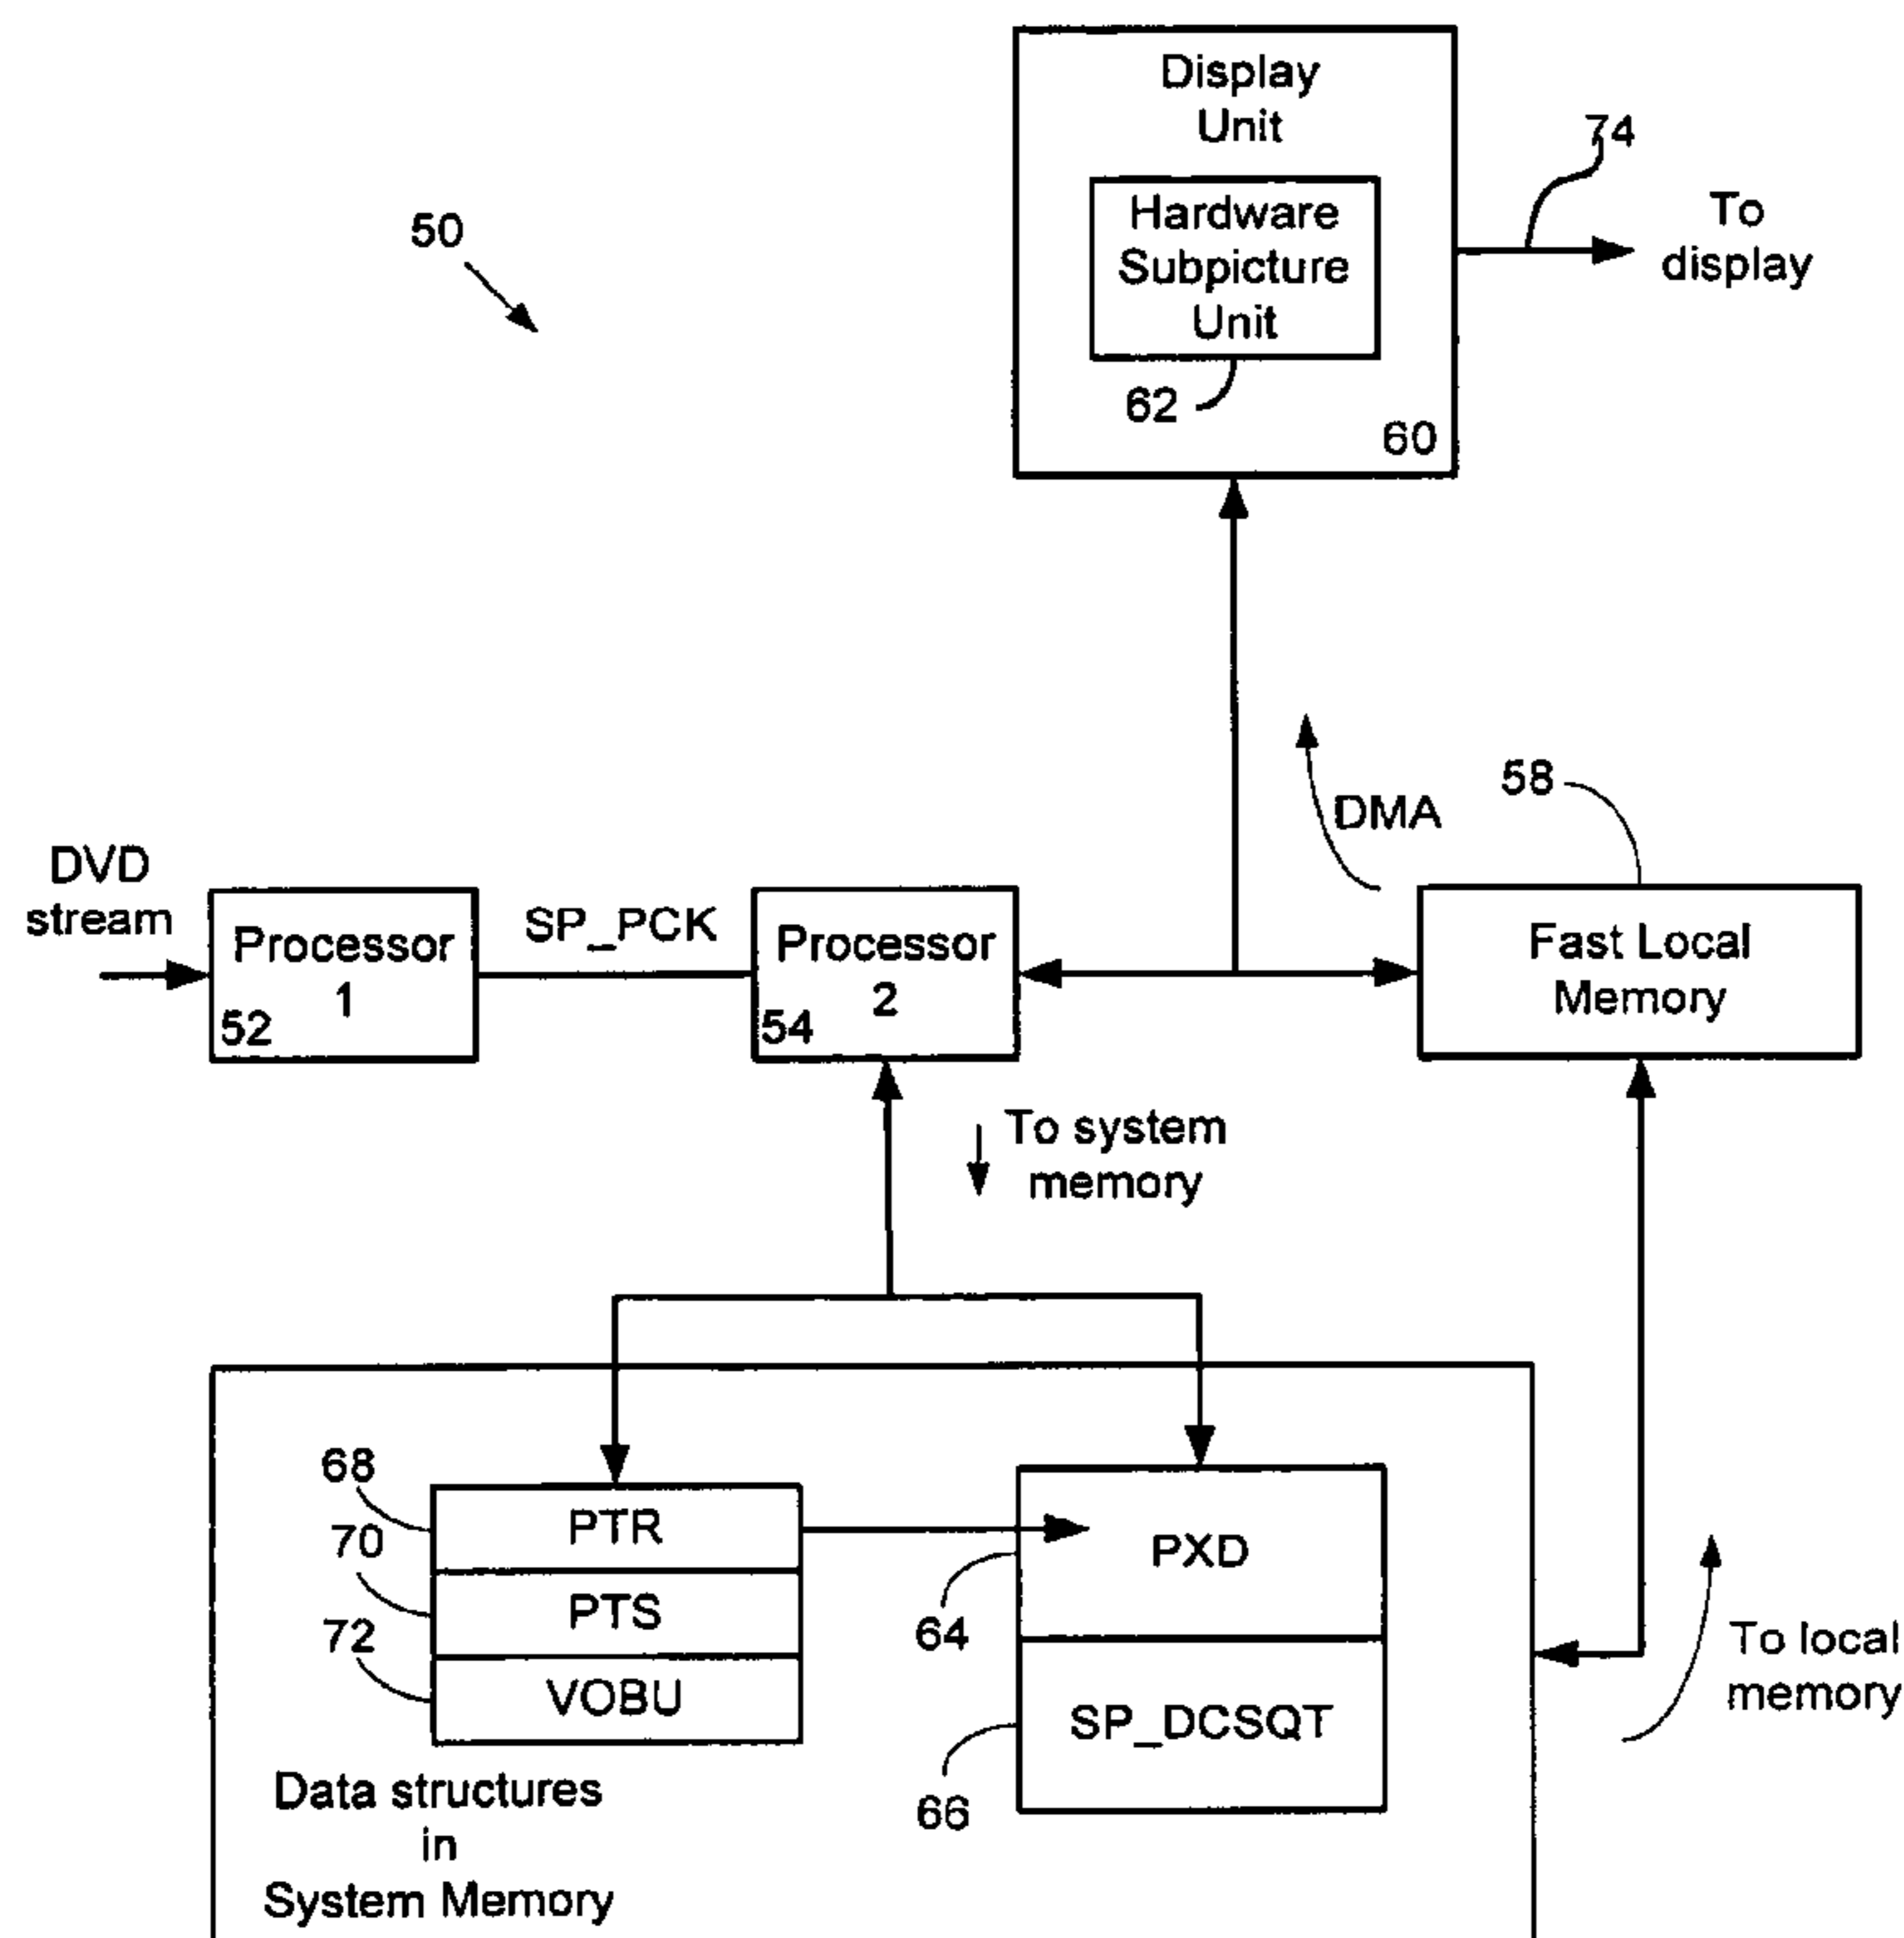 Display
Unit
74
Hardware
Subpicture
Unit
To
display
50
62
60
58
DMA
DVD
stream
SP_PCK
Processor
1
52
Processor
2
54
Fast Local
Memory
To system
memory
68
PTR
70
PTS
72
VOBU
PXD
64
SP_DCSQT
66
To local
memory
Data structures
in
System Memory